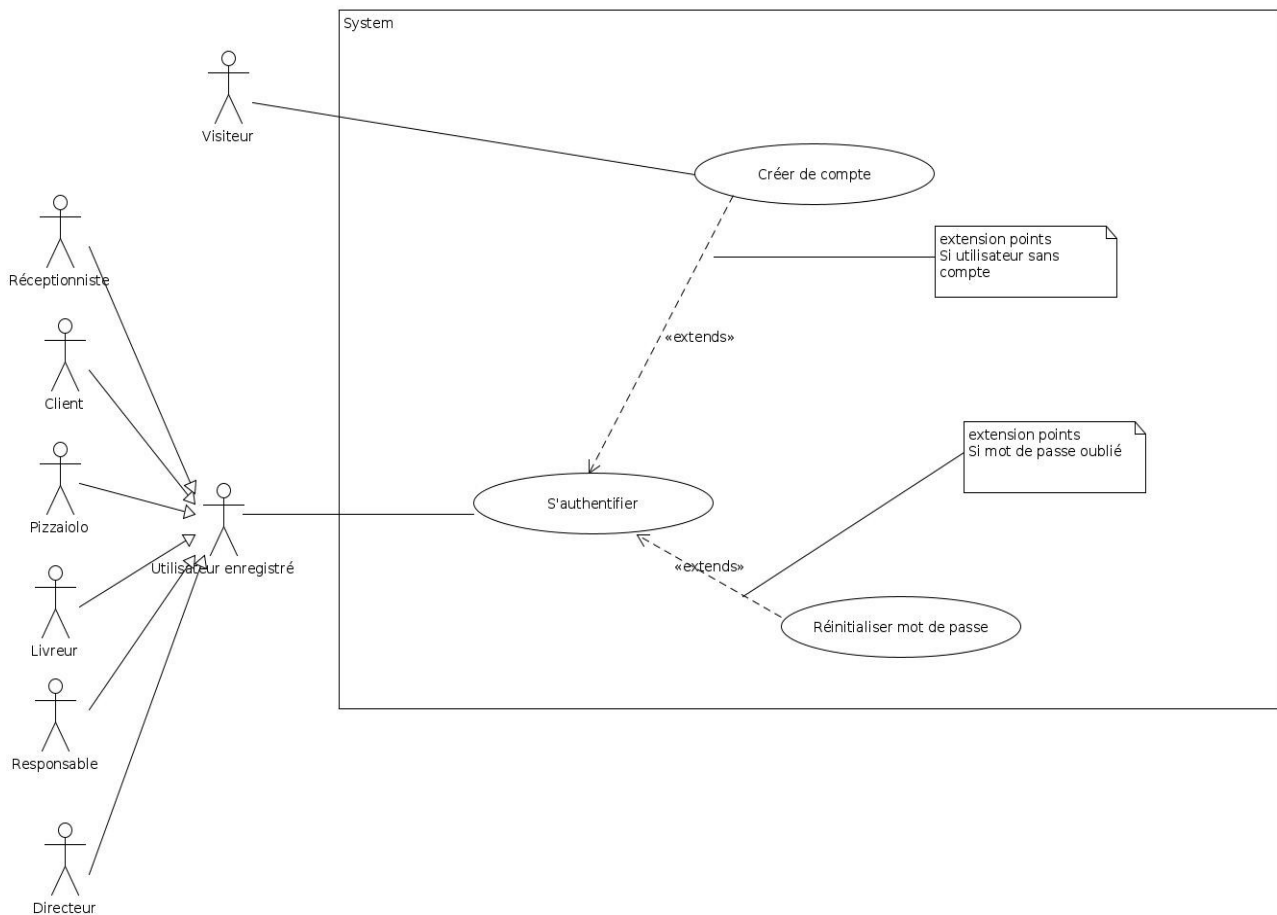 System
Visiteur
Créer de compte
Réceptionniste
extension points
Si utilisateur sans
compte
«extends»
Client
extension points
Si mot de passe oublié
Pizzaiolo
S'authentifier
Utilisateur enregistré
«extends»
Réinitialiser mot de passe
Livreur
Responsable
Directeur